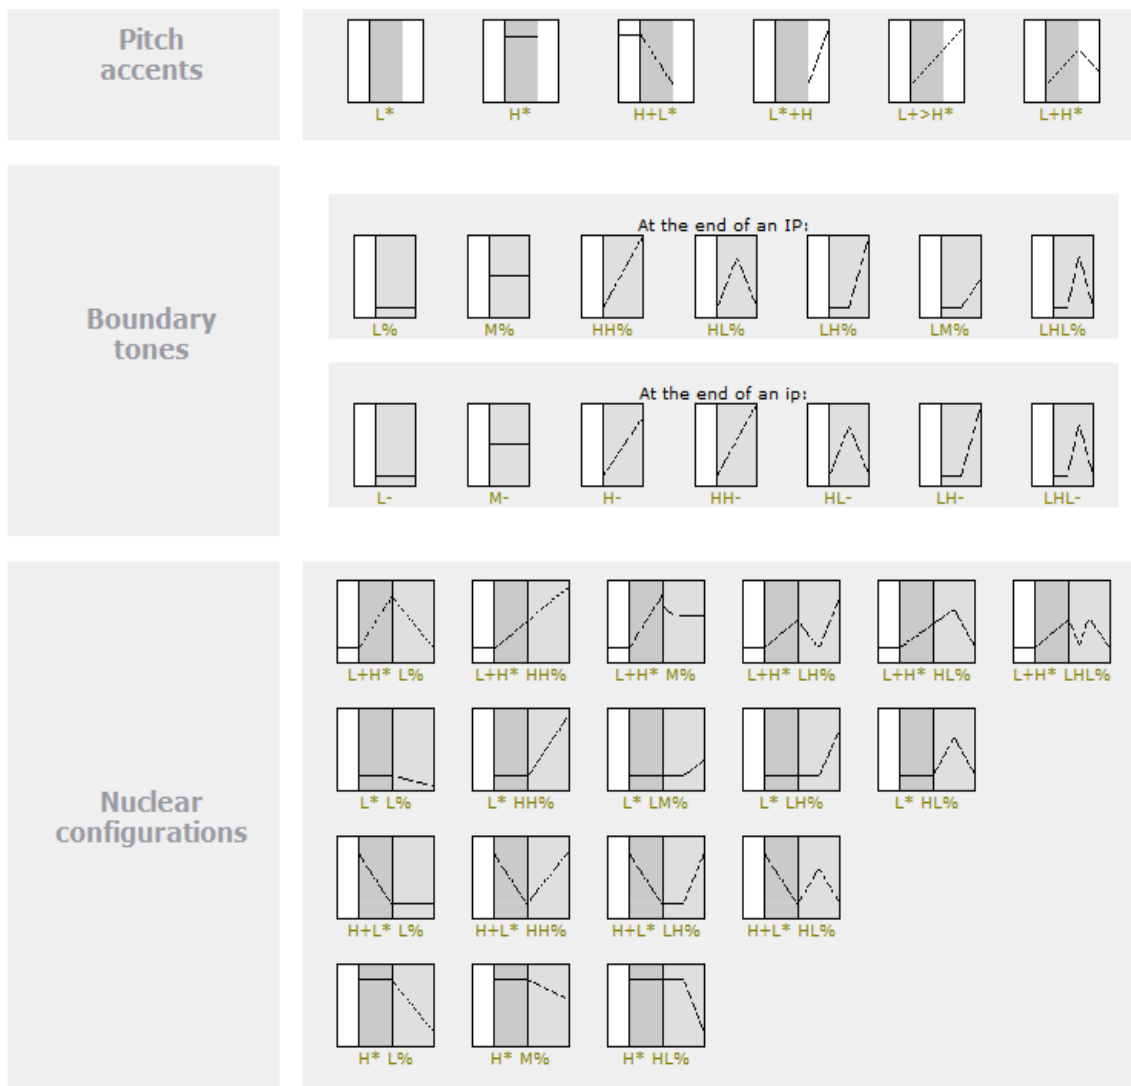 Pitch
accents
L* H* H+L* L*+H L+>H* L+H*
Boundary
tones
At the end of an IP:
L% M% HH% HL% LH% LM% LHL%
At the end of an ip:
L- M- H- HH- HL- LH- LHL-
Nuclear
configurations
L+H* L% L+H* HH% L+H* M% L+H* LH% L+H* HL% L+H* LHL%
L* L% L* HH% L* LM% L* LH% L* HL%
H+L* L% H+L* HH% H+L* LH% H+L* HL%
H* L% H* M% H* HL%